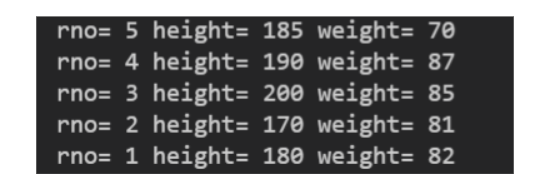 rno= 5 height= 185 weight= 70
rno= 4 height= 190 weight= 87
rno= 3 height= 200 weight= 85
rno= 2 height= 170 weight= 81
rno= 1 height= 180 weight= 82